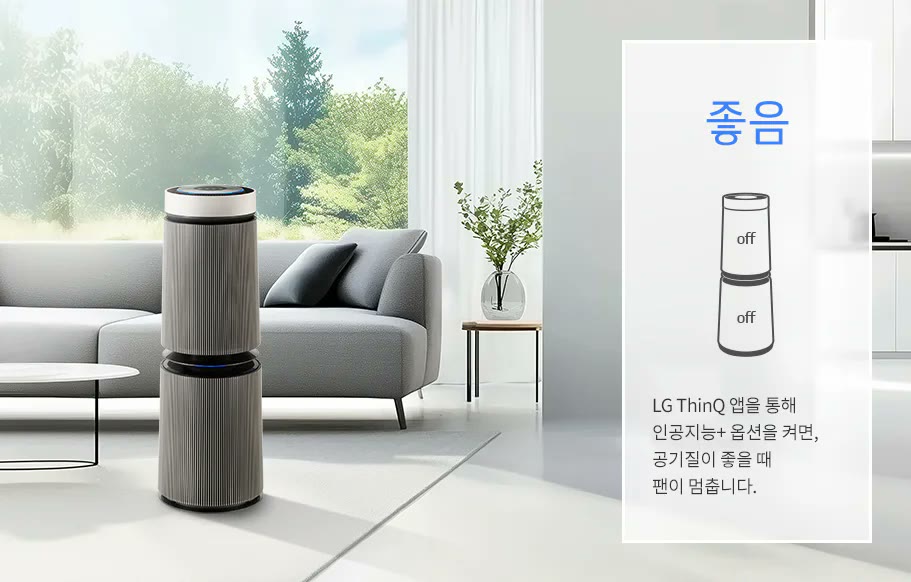 좋음
off
off
LG ThinQ 앱을 통해
인공지능+ 옵션을 켜면,
공기질이 좋을 때
팬이 멈춥니다.